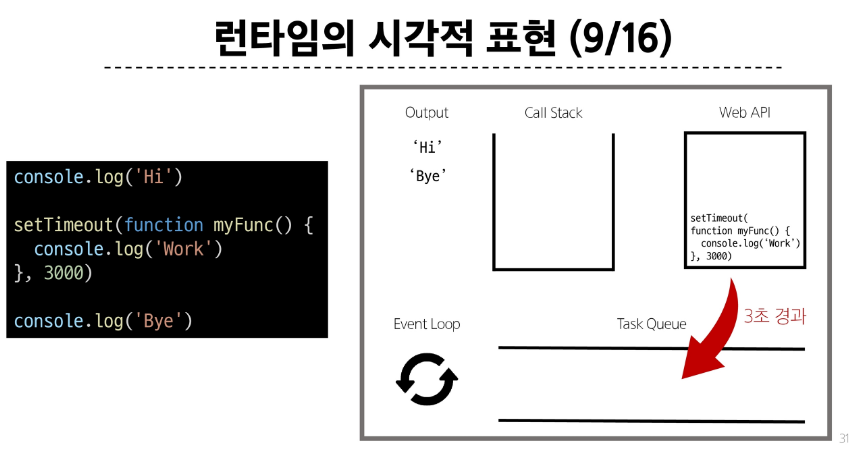 런타임의 시각적 표현 (9/16)
console.log('Hi')
setTimeout(function myFunc() {
  console.log('Work')
}, 3000)
console.log('Bye')
Output
'Hi'
'Bye'
Call Stack
Web API
setTimeout(
function myFunc() {
  console.log('Work')
}, 3000)
Event Loop
Task Queue
3초 경과
31